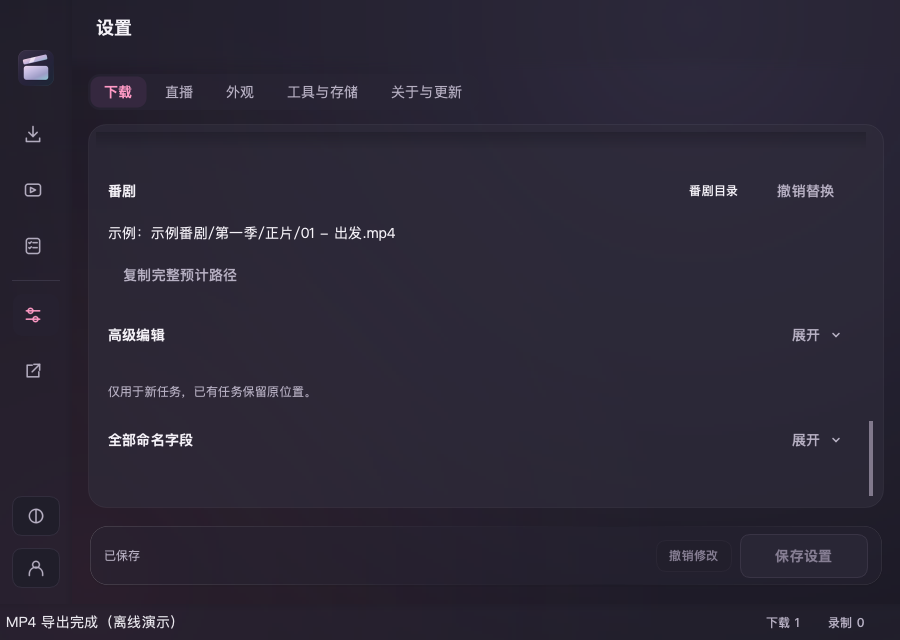 设置
下载 直播 外观 工具与存储 关于与更新
番剧 番剧目录 撤销替换
示例：示例番剧/第一季/正片/01 – 出发.mp4
复制完整预计路径
高级编辑 展开
仅用于新任务，已有任务保留原位置。
全部命名字段 展开
已保存 撤销修改 保存设置
MP4 导出完成（离线演示） 下载 1 录制 0